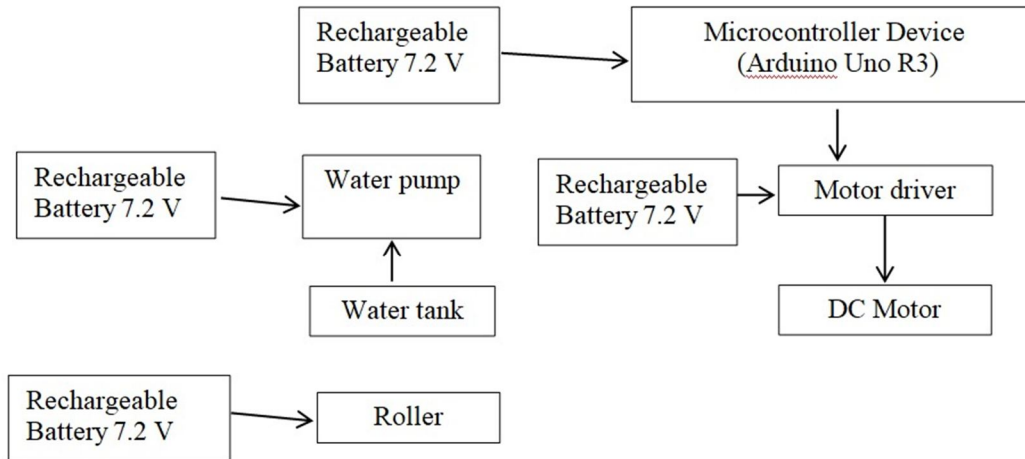 Rechargeable
Battery 7.2 V
Microcontroller Device
(Arduino Uno R3)
Rechargeable
Battery 7.2 V
Water pump
Rechargeable
Battery 7.2 V
Motor driver
Water tank
DC Motor
Rechargeable
Battery 7.2 V
Roller